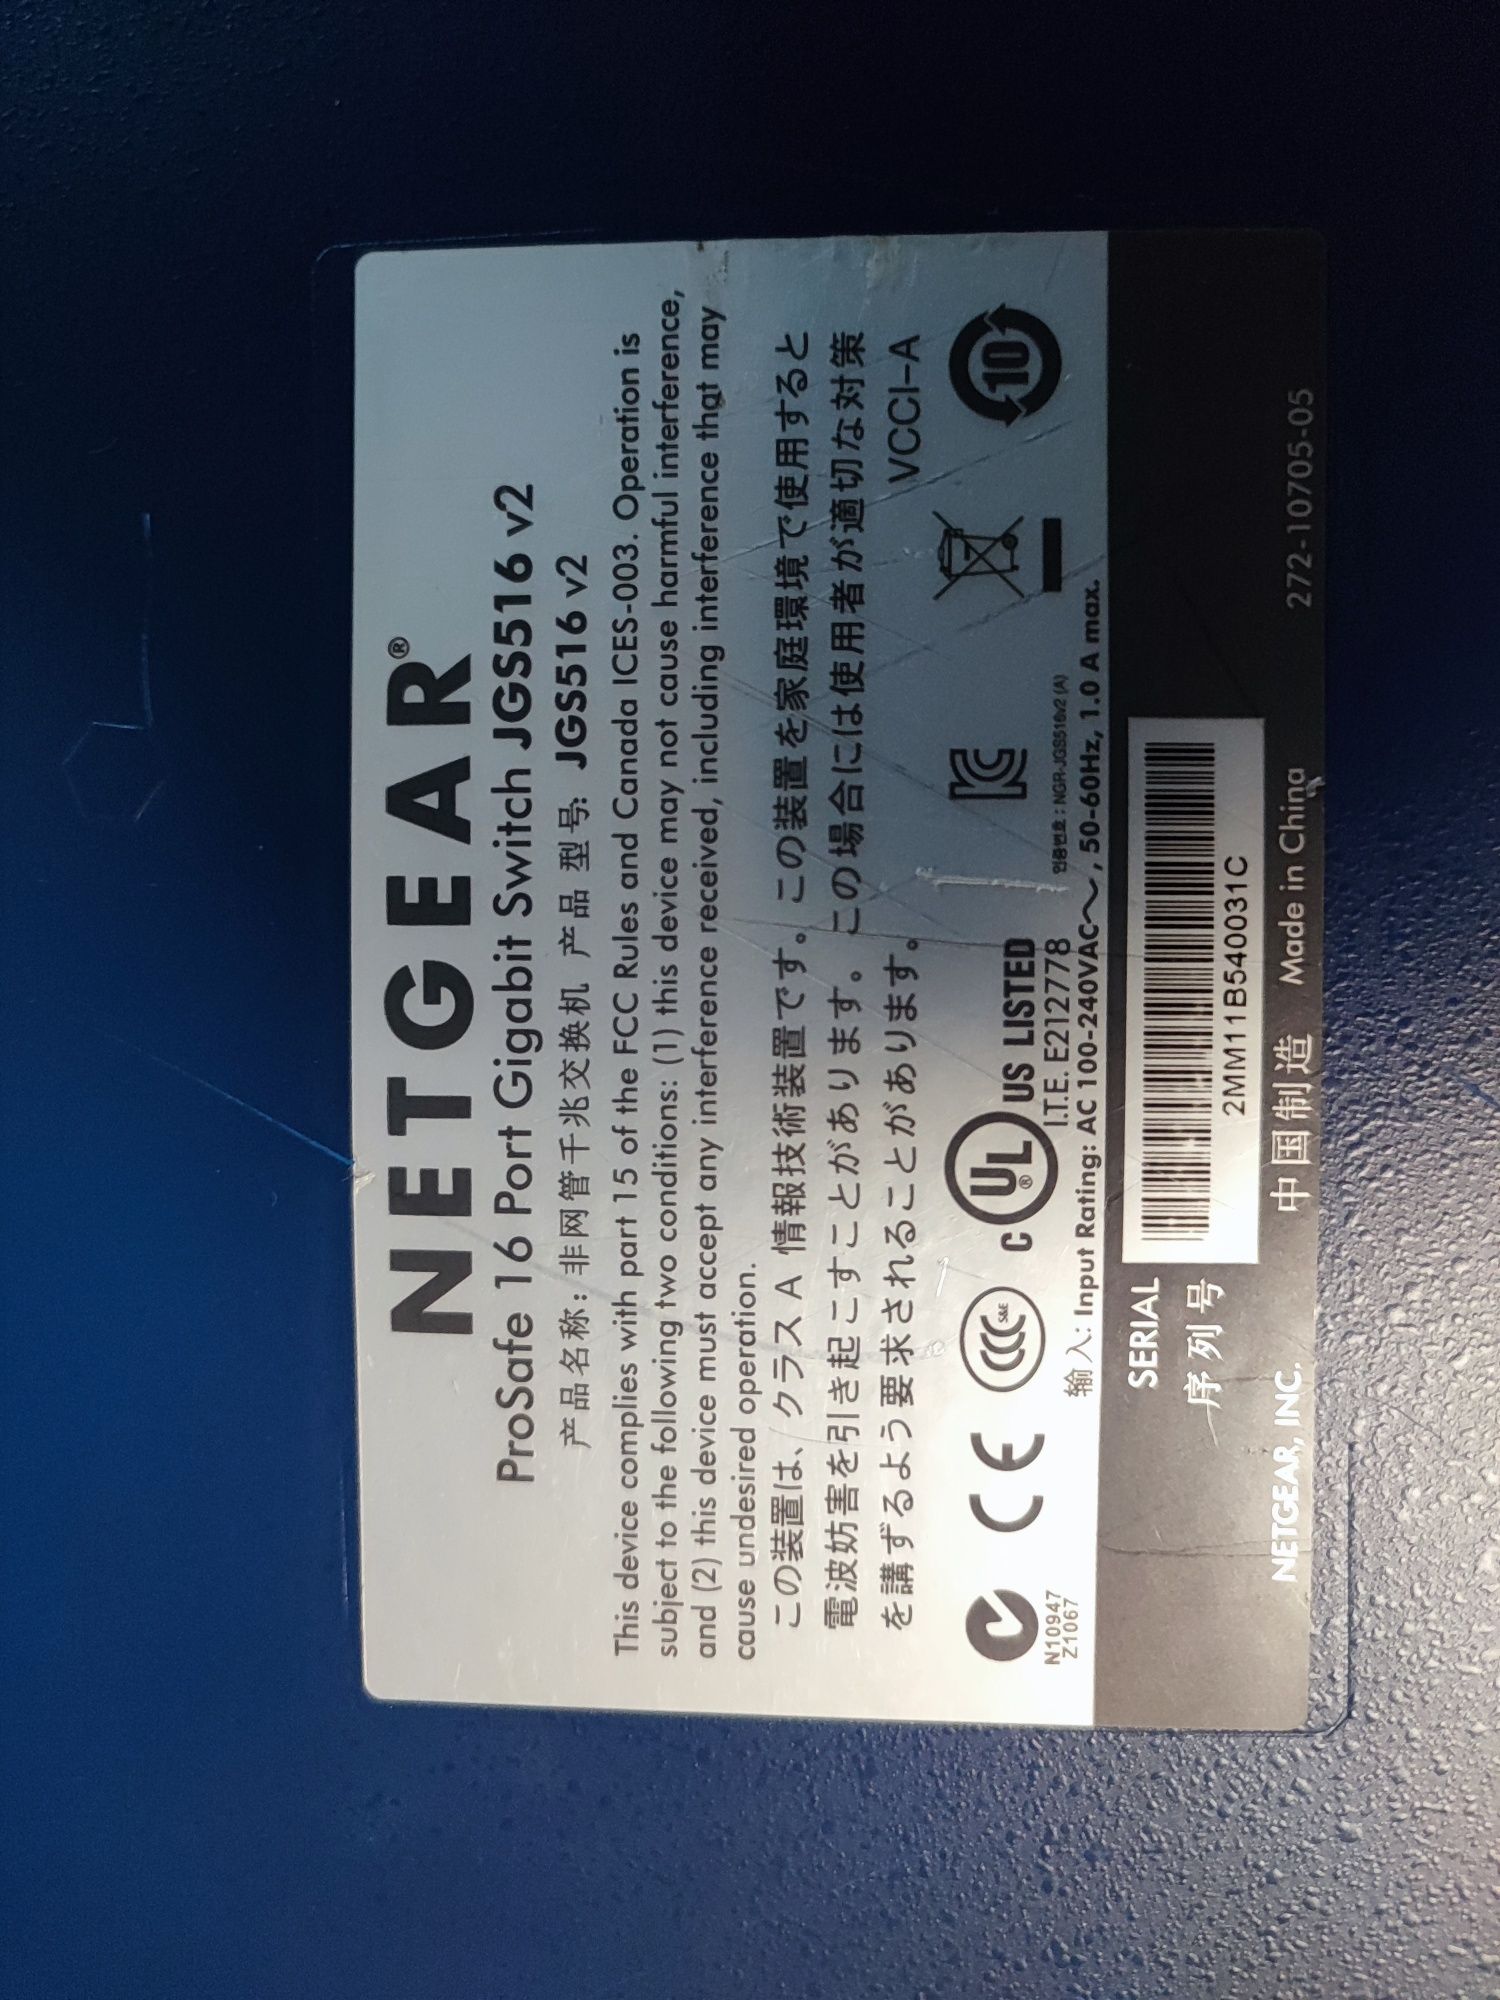 NETGEAR®
ProSafe 16 Port Gigabit Switch JGS516 v2
产品名称: 非网管千兆交换机 产品 型号: JGS516 v2
This device complies with part 15 of the FCC Rules and Canada ICES-003. Operation is
subject to the following two conditions: (1) this device may not cause harmful interference,
and (2) this device must accept any interference received, including interference that may
cause undesired operation.
この装置は、クラス A 情報技術装置です。この装置を家庭環境で使用すると
電波妨害を引き起こすことがあります。この場合には使用者が適切な対策
を講ずるよう要求されることがあります。
VCCI-A
N10947
Z1067
CE
CCC S&E
C UL® US LISTED
I.T.E. E212778
인증번호 : NGR-JGS516v2 (A)
10
输入: Input Rating: AC 100-240VAC～, 50-60Hz, 1.0 A max.
SERIAL
序列号
2MM11B540031C
NETGEAR, INC.
中国制造 Made in China
272-10705-05